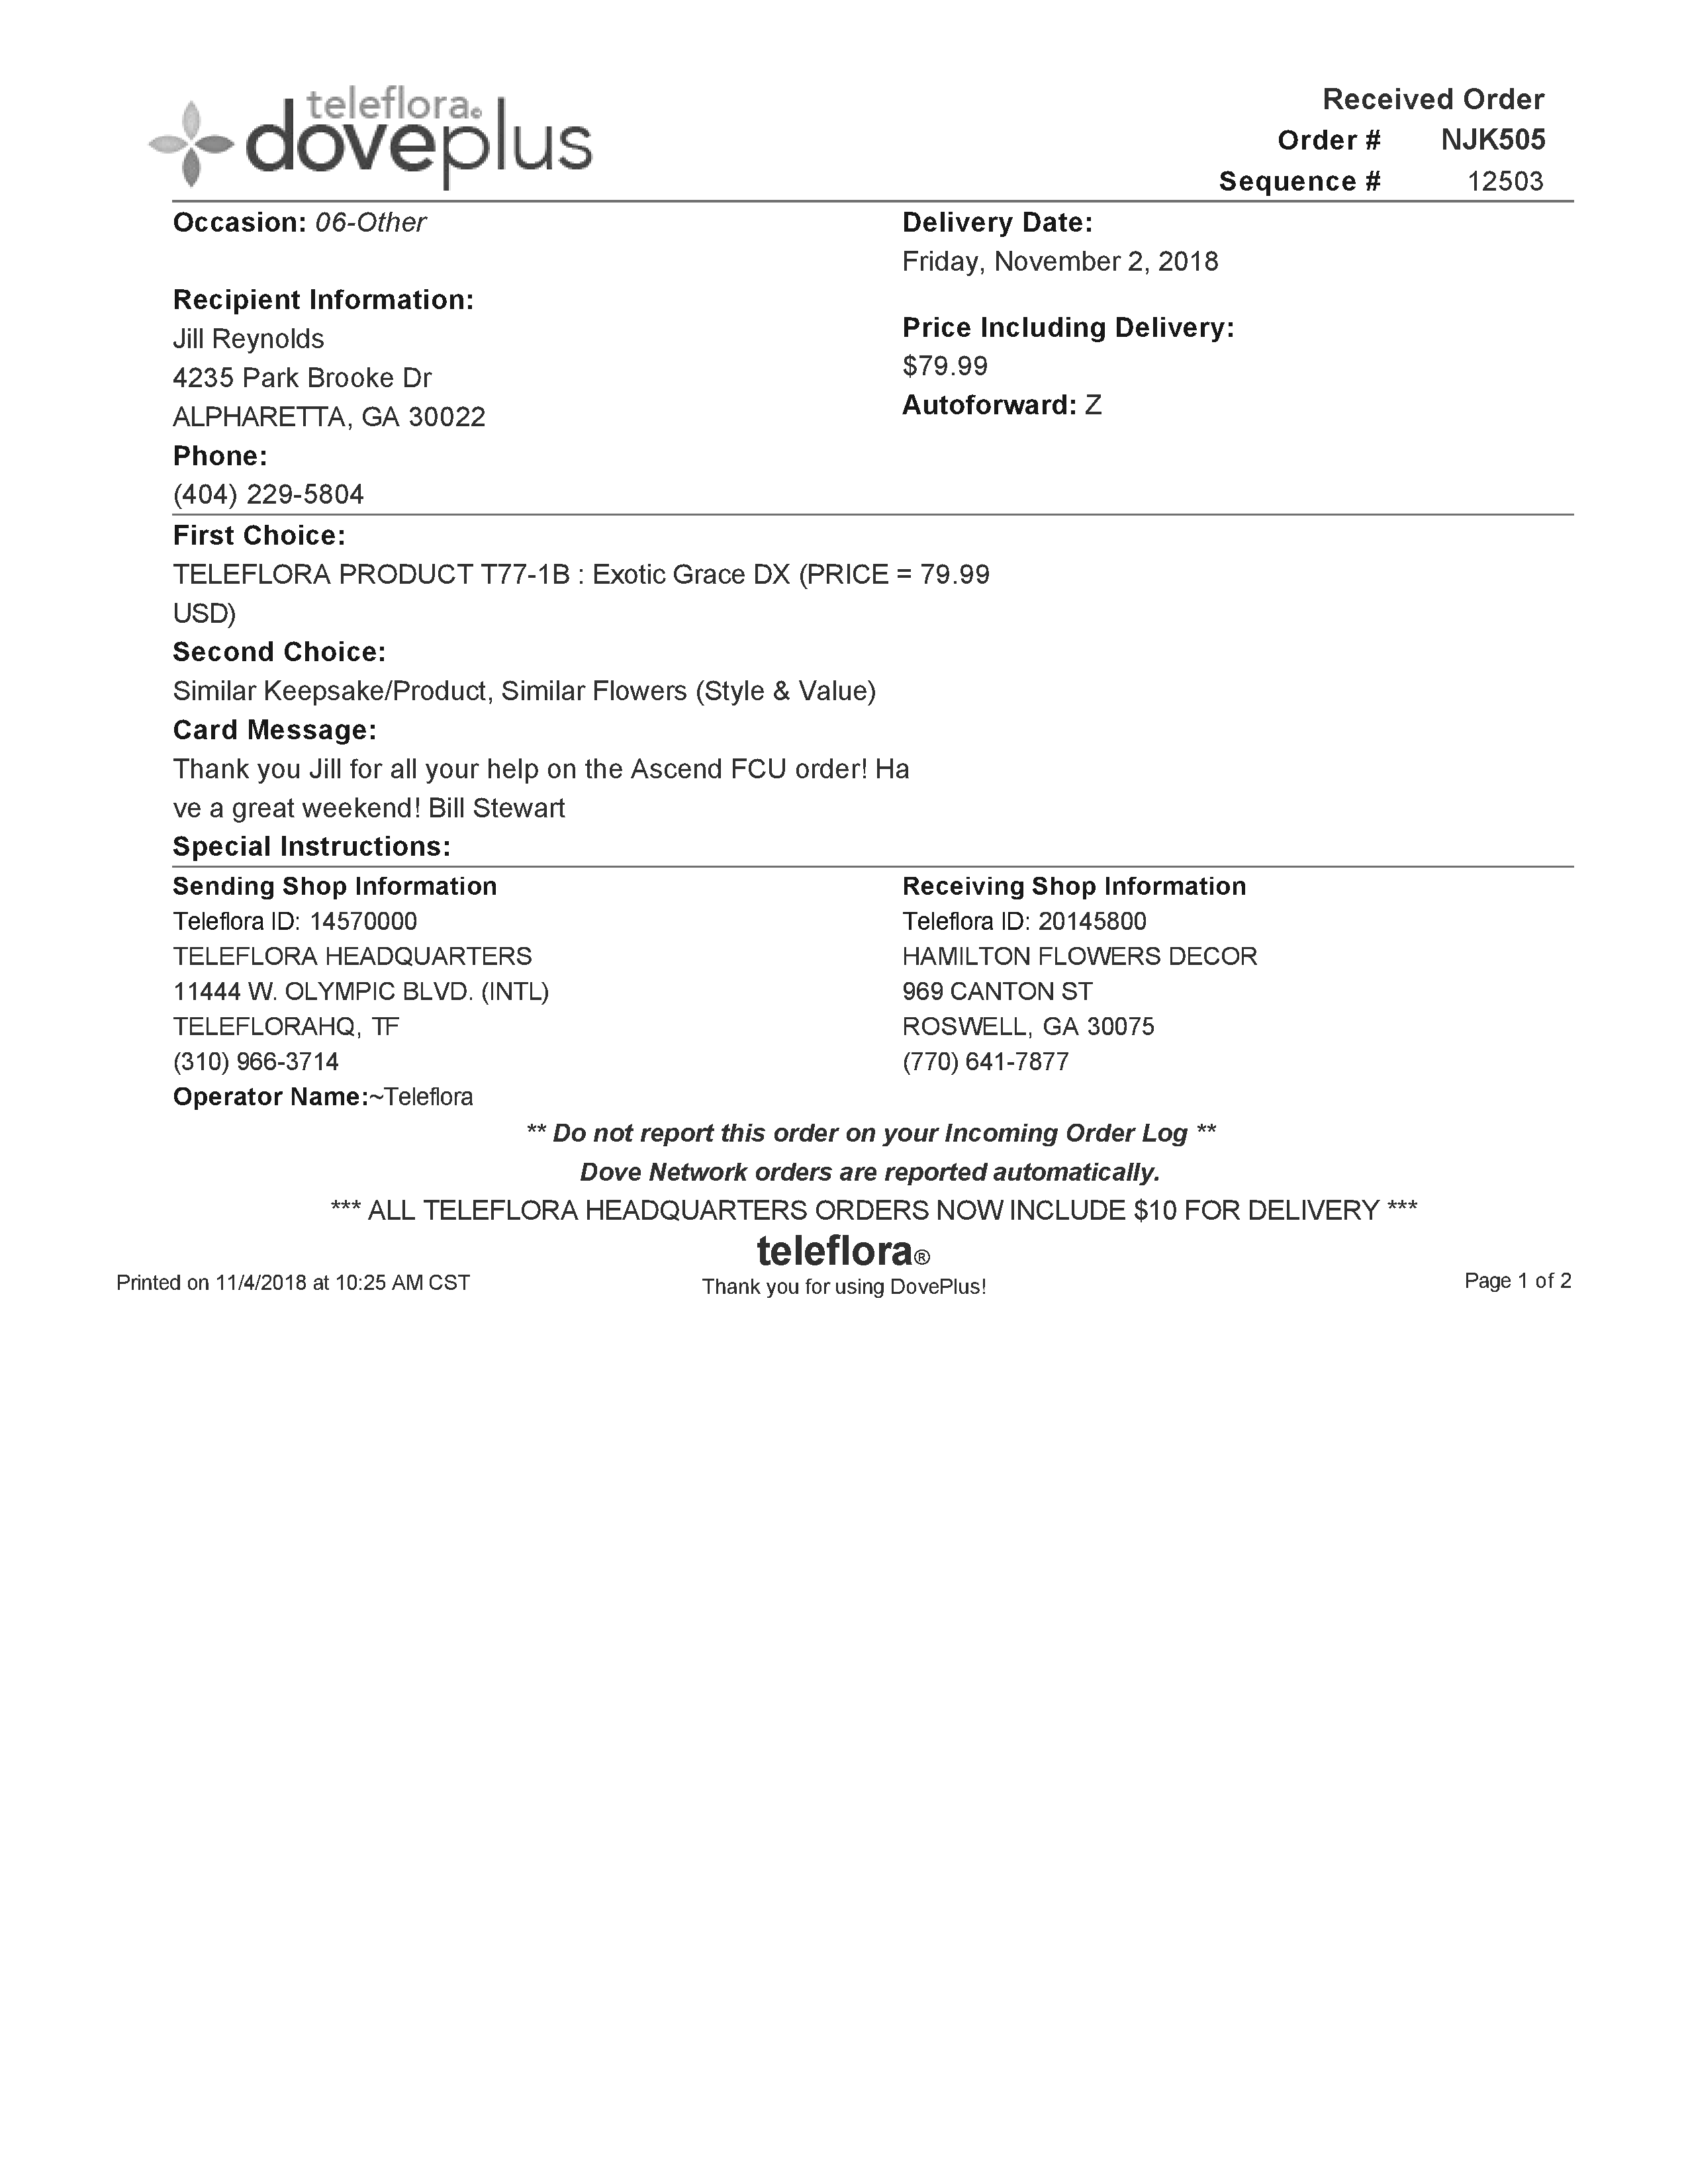 teleflora©
doveplus
Received Order
Order # NJK505
Sequence # 12503
Occasion: 06-Other
Delivery Date:
Friday, November 2, 2018
Recipient Information:
Jill Reynolds
4235 Park Brooke Dr
ALPHARETTA, GA 30022
Phone:
(404) 229-5804
Price Including Delivery:
$79.99
Autoforward: Z
First Choice:
TELEFLORA PRODUCT T77-1B : Exotic Grace DX (PRICE = 79.99
USD)
Second Choice:
Similar Keepsake/Product, Similar Flowers (Style & Value)
Card Message:
Thank you Jill for all your help on the Ascend FCU order! Ha
ve a great weekend! Bill Stewart
Special Instructions:
Sending Shop Information
Teleflora ID: 14570000
TELEFLORA HEADQUARTERS
11444 W. OLYMPIC BLVD. (INTL)
TELEFLORAHQ, TF
(310) 966-3714
Operator Name:~Teleflora
Receiving Shop Information
Teleflora ID: 20145800
HAMILTON FLOWERS DECOR
969 CANTON ST
ROSWELL, GA 30075
(770) 641-7877
** Do not report this order on your Incoming Order Log **
Dove Network orders are reported automatically.
*** ALL TELEFLORA HEADQUARTERS ORDERS NOW INCLUDE $10 FOR DELIVERY ***
teleflora®
Printed on 11/4/2018 at 10:25 AM CST
Thank you for using DovePlus!
Page 1 of 2